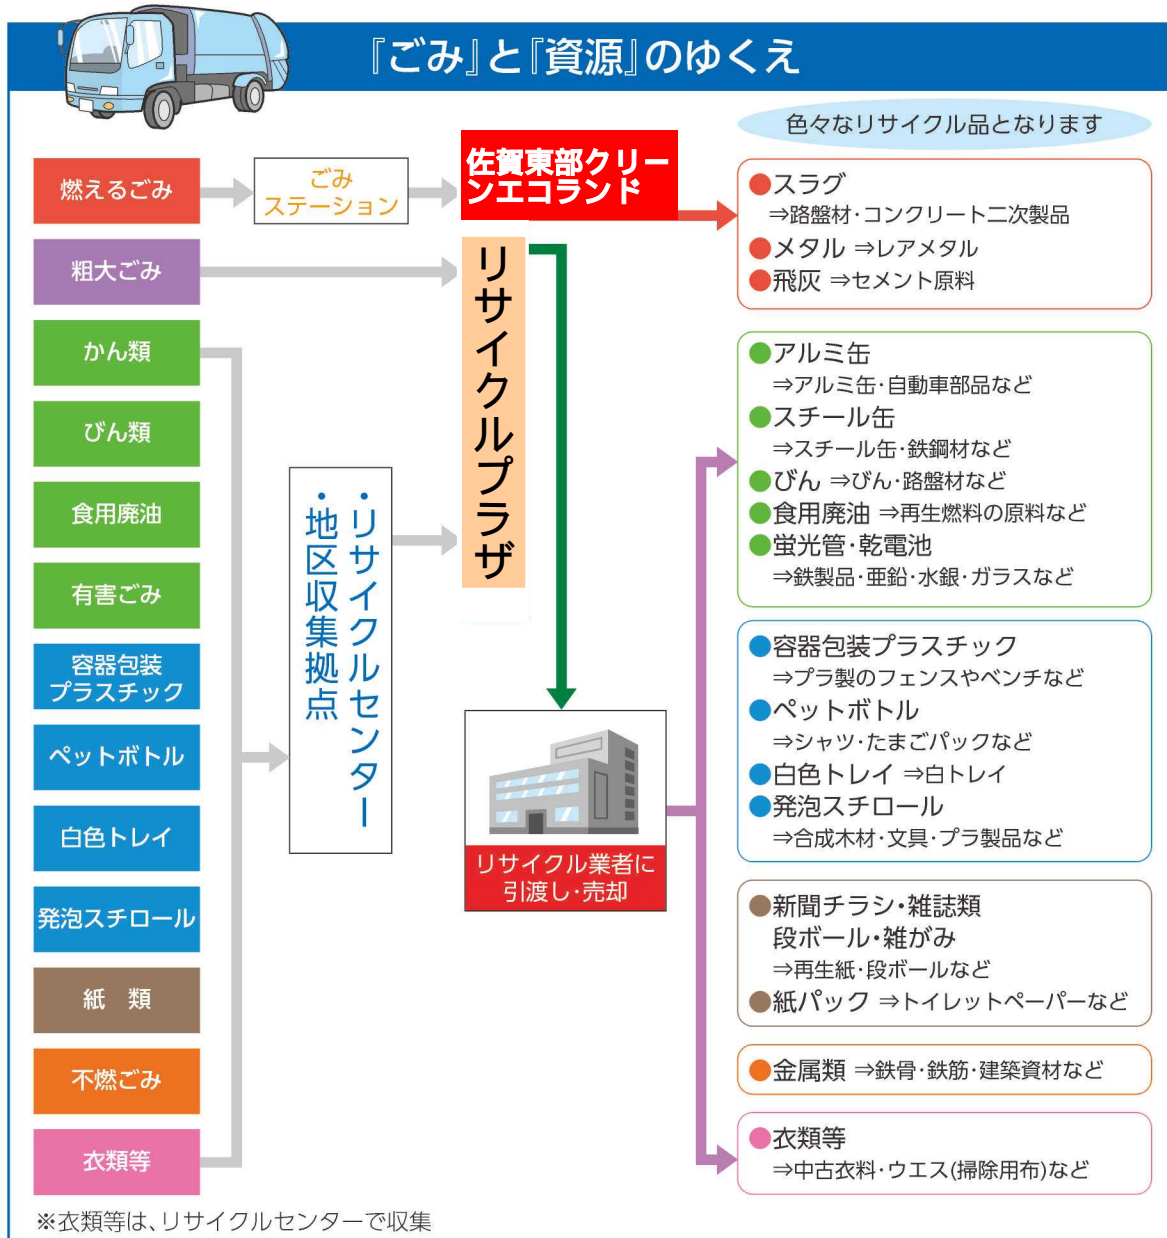 『ごみ』と『資源』のゆくえ
色々なリサイクル品となります
燃えるごみ
ごみ
ステーション
佐賀東部クリー
ンエコランド
粗大ごみ
かん類
びん類
食用廃油
有害ごみ
容器包装
プラスチック
ペットボトル
白色トレイ
発泡スチロール
紙　類
不燃ごみ
衣類等
・リサイクルセンター
・地区収集拠点
リサイクルプラザ
リサイクル業者に
引渡し・売却
●スラグ
⇒路盤材・コンクリート二次製品
●メタル ⇒レアメタル
●飛灰 ⇒セメント原料
●アルミ缶
⇒アルミ缶・自動車部品など
●スチール缶
⇒スチール缶・鉄鋼材など
●びん ⇒びん・路盤材など
●食用廃油 ⇒再生燃料の原料など
●蛍光管・乾電池
⇒鉄製品・亜鉛・水銀・ガラスなど
●容器包装プラスチック
⇒プラ製のフェンスやベンチなど
●ペットボトル
⇒シャツ・たまごパックなど
●白色トレイ ⇒白トレイ
●発泡スチロール
⇒合成木材・文具・プラ製品など
●新聞チラシ・雑誌類
段ボール・雑がみ
⇒再生紙・段ボールなど
●紙パック ⇒トイレットペーパーなど
●金属類 ⇒鉄骨・鉄筋・建築資材など
●衣類等
⇒中古衣料・ウエス(掃除用布)など
※衣類等は、リサイクルセンターで収集